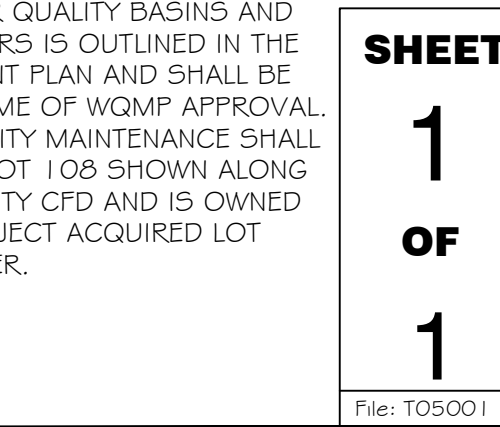 R QUALITY BASINS AND
RS IS OUTLINED IN THE
NT PLAN AND SHALL BE
ME OF WQMP APPROVAL.
ITY MAINTENANCE SHALL
OT 108 SHOWN ALONG
TY CFD AND IS OWNED
JECT ACQUIRED LOT
ER.
SHEET
1
OF
1
File: T05001